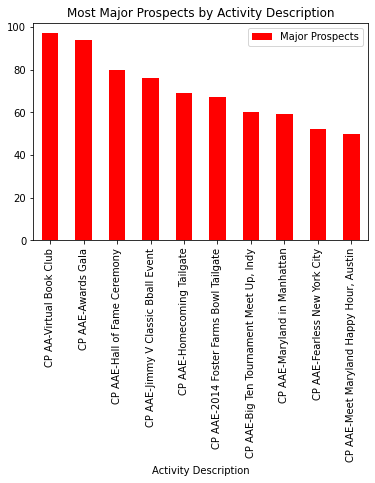 Most Major Prospects by Activity Description
Major Prospects
100
80
60
40
20
0
CP AA-Virtual Book Club
CP AAE-Awards Gala
CP AAE-Hall of Fame Ceremony
CP AAE-Jimmy V Classic Bball Event
CP AAE-Homecoming Tailgate
CP AAE-2014 Foster Farms Bowl Tailgate
CP AAE-Big Ten Tournament Meet Up, Indy
CP AAE-Maryland in Manhattan
CP AAE-Fearless New York City
CP AAE-Meet Maryland Happy Hour, Austin
Activity Description